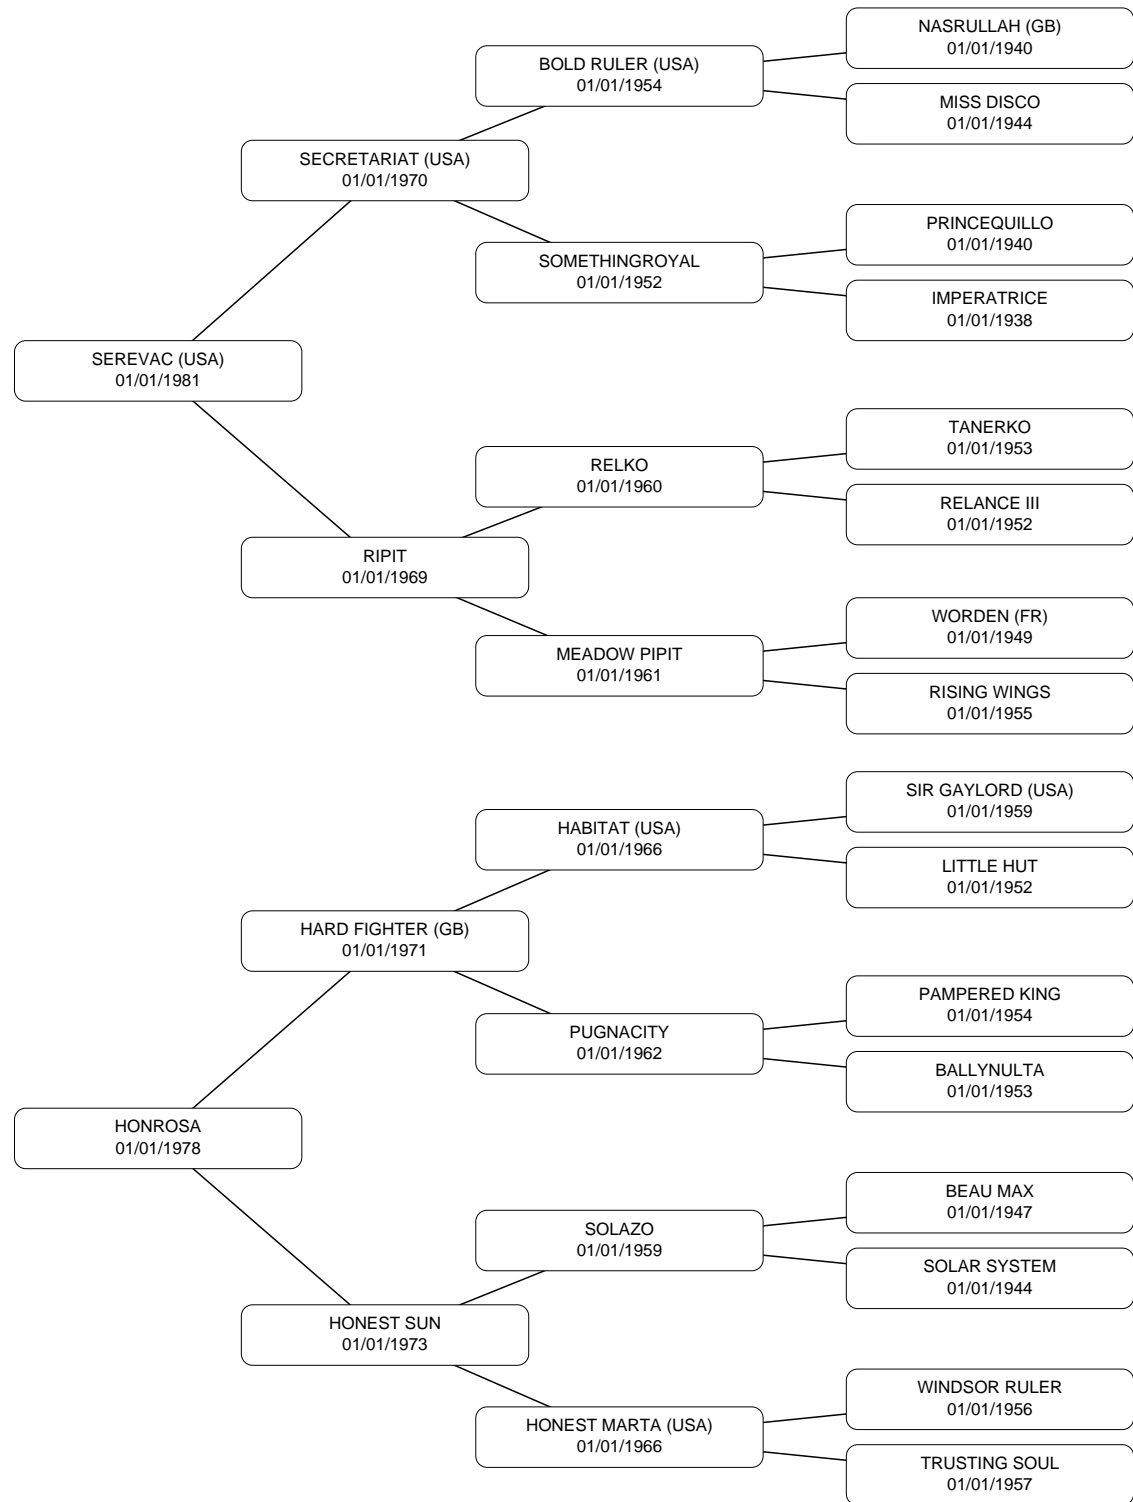 NASRULLAH (GB)
01/01/1940
BOLD RULER (USA)
01/01/1954
MISS DISCO
01/01/1944
SECRETARIAT (USA)
01/01/1970
PRINCEQUILLO
01/01/1940
SOMETHINGROYAL
01/01/1952
IMPERATRICE
01/01/1938
SEREVAC (USA)
01/01/1981
TANERKO
01/01/1953
RELKO
01/01/1960
RELANCE III
01/01/1952
RIPIT
01/01/1969
WORDEN (FR)
01/01/1949
MEADOW PIPIT
01/01/1961
RISING WINGS
01/01/1955
SIR GAYLORD (USA)
01/01/1959
HABITAT (USA)
01/01/1966
LITTLE HUT
01/01/1952
HARD FIGHTER (GB)
01/01/1971
PAMPERED KING
01/01/1954
PUGNACITY
01/01/1962
BALLYNULTA
01/01/1953
HONROSA
01/01/1978
BEAU MAX
01/01/1947
SOLAZO
01/01/1959
SOLAR SYSTEM
01/01/1944
HONEST SUN
01/01/1973
WINDSOR RULER
01/01/1956
HONEST MARTA (USA)
01/01/1966
TRUSTING SOUL
01/01/1957